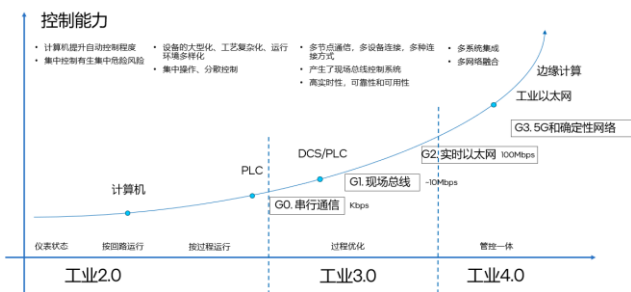 控制能力
• 计算机提升自动控制程度
• 集中控制有生集中危险风险
• 设备的大型化、工艺复杂化、运行
环境多样化
• 集中操作、分散控制
• 多节点通信，多设备连接，多种连
接方式
• 产生了现场总线控制系统
• 高实时性，可靠性和可用性
• 多系统集成
• 多网络融合
边缘计算
工业以太网
G3. 5G和确定性网络
DCS/PLC
G2. 实时以太网 100Mbps
PLC
G1. 现场总线 ~10Mbps
计算机
G0. 串行通信 Kbps
仪表状态
按回路运行
按过程运行
过程优化
管控一体
工业2.0
工业3.0
工业4.0